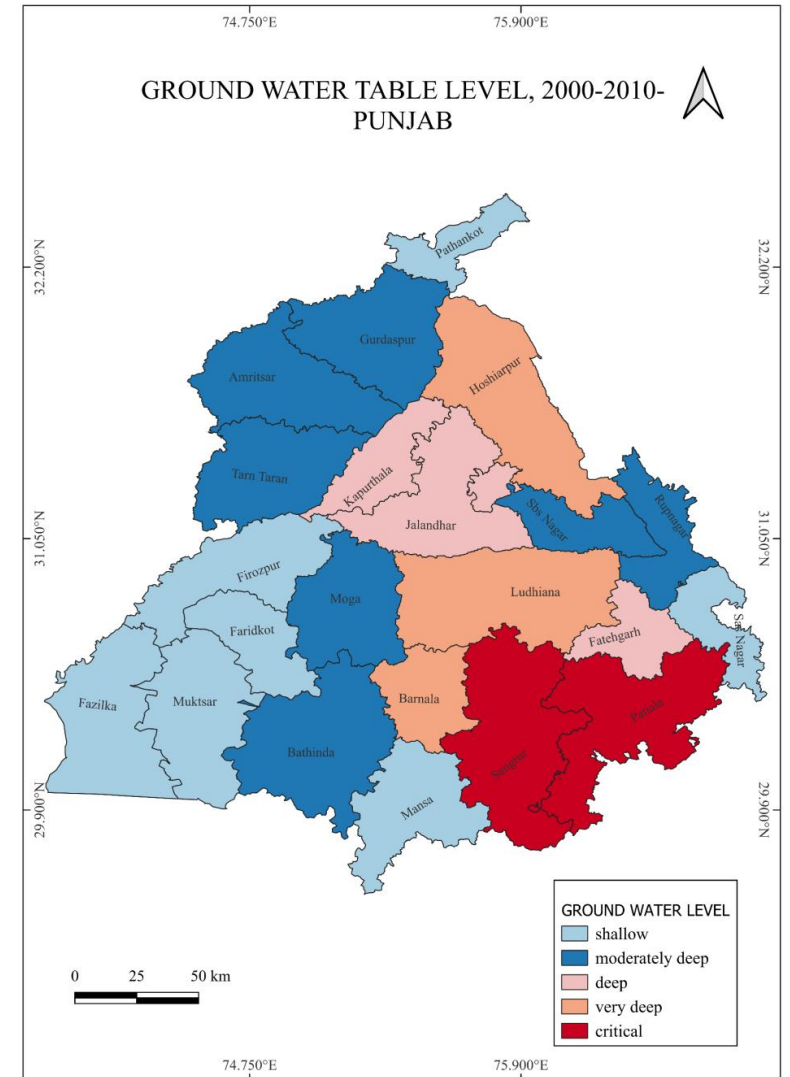 74.750°E 75.900°E
GROUND WATER TABLE LEVEL, 2000-2010-
PUNJAB
32.200°N
32.200°N
Pathankot
Gurdaspur
Amritsar
Hoshiarpur
Tarn Taran
Kapurthala
Jalandhar
Sbs Nagar
Rupnagar
31.050°N
31.050°N
Firozpur
Moga
Ludhiana
Faridkot
Fatehgarh
Sas Nagar
Fazilka
Muktsar
Barnala
Patiala
Bathinda
Sangrur
Mansa
29.900°N
29.900°N
GROUND WATER LEVEL
shallow
moderately deep
deep
very deep
critical
0 25 50 km
74.750°E 75.900°E